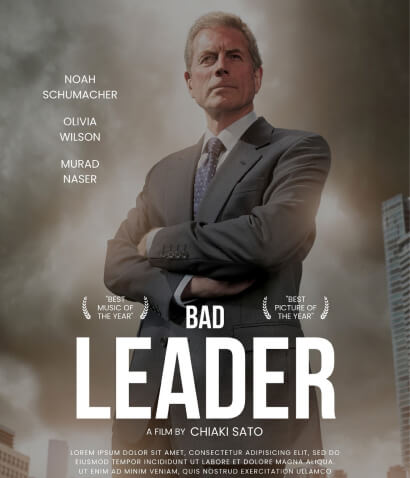 NOAH
SCHUMACHER
OLIVIA
WILSON
MURAD
NASER
"BEST
MUSIC OF
THE YEAR"
"BEST
PICTURE OF
THE YEAR"
BAD
LEADER
A FILM BY CHIAKI SATO
LOREM IPSUM DOLOR SIT AMET, CONSECTETUR ADIPISICING ELIT, SED DO
EIUSMOD TEMPOR INCIDIDUNT UT LABORE ET DOLORE MAGNA ALIQUA.
UT ENIM AD MINIM VENIAM, QUIS NOSTRUD EXERCITATION ULLAMCO